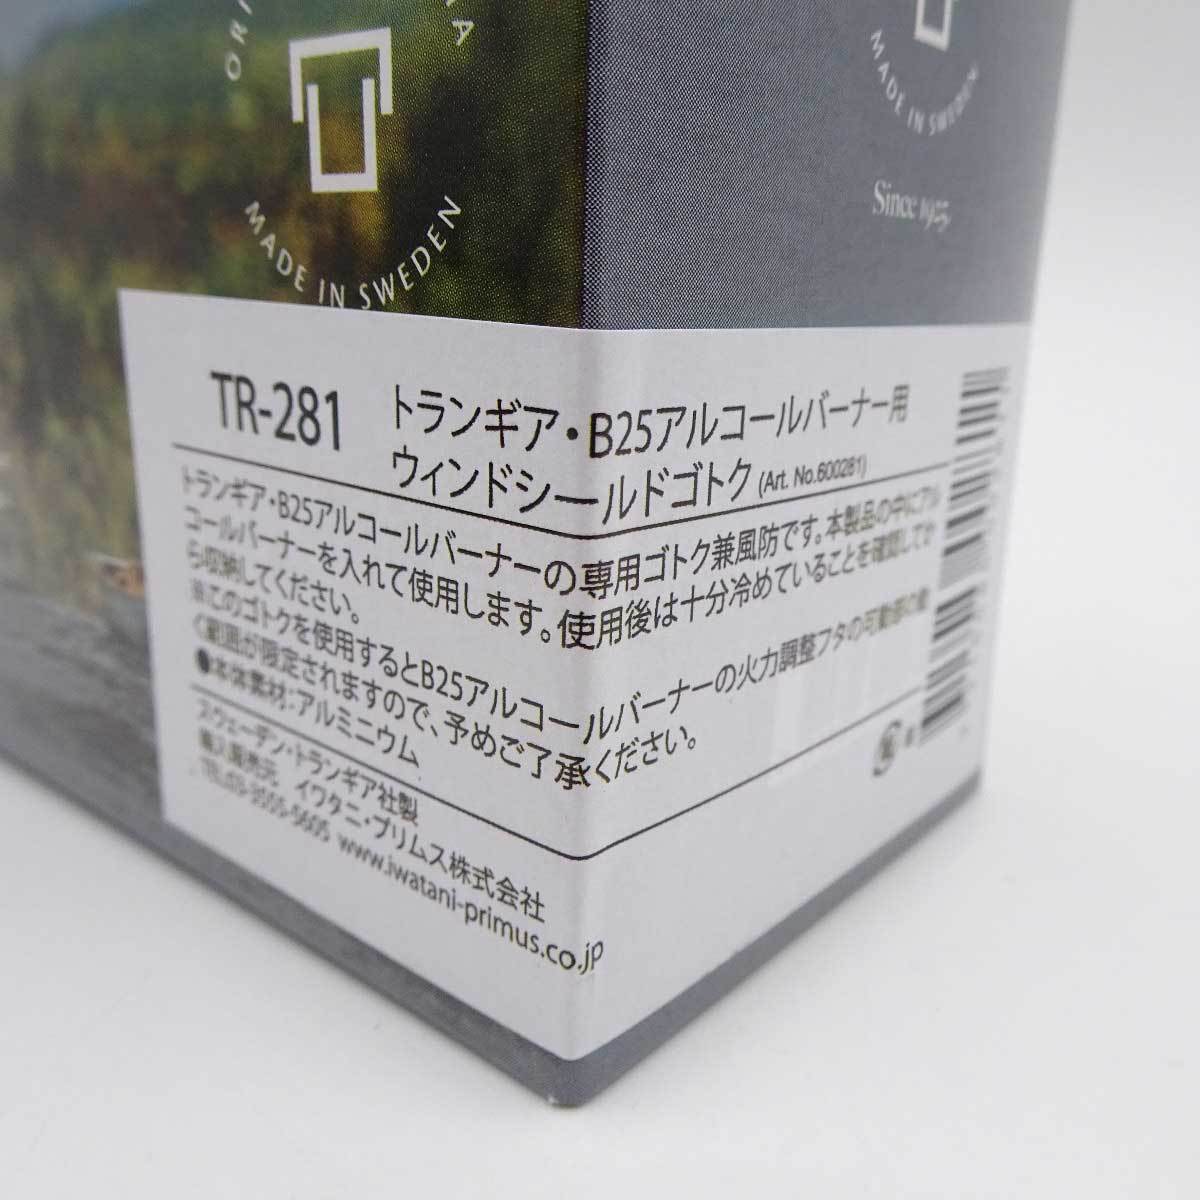 MADE IN SWEDEN
MADE IN SWEDEN
Since 1925
TR-281
トランギア・B25アルコールバーナー用
ウィンドシールドゴトク (Art. No.600281)
トランギア・B25アルコールバーナーの専用ゴトク兼風防です。本製品の中にアル
コールバーナーを入れて使用します。使用後は十分冷めていることを確認してか
ら収納してください。
※このゴトクを使用するとB25アルコールバーナーの火力調整フタの可動部の動
く範囲が限定されますので、予めご了承ください。
●本体素材:アルミニウム
スウェーデン・トランギア社製
輸入販売元 イワタニ・プリムス株式会社
TEL.03-3555-5605 www.iwatani-primus.co.jp